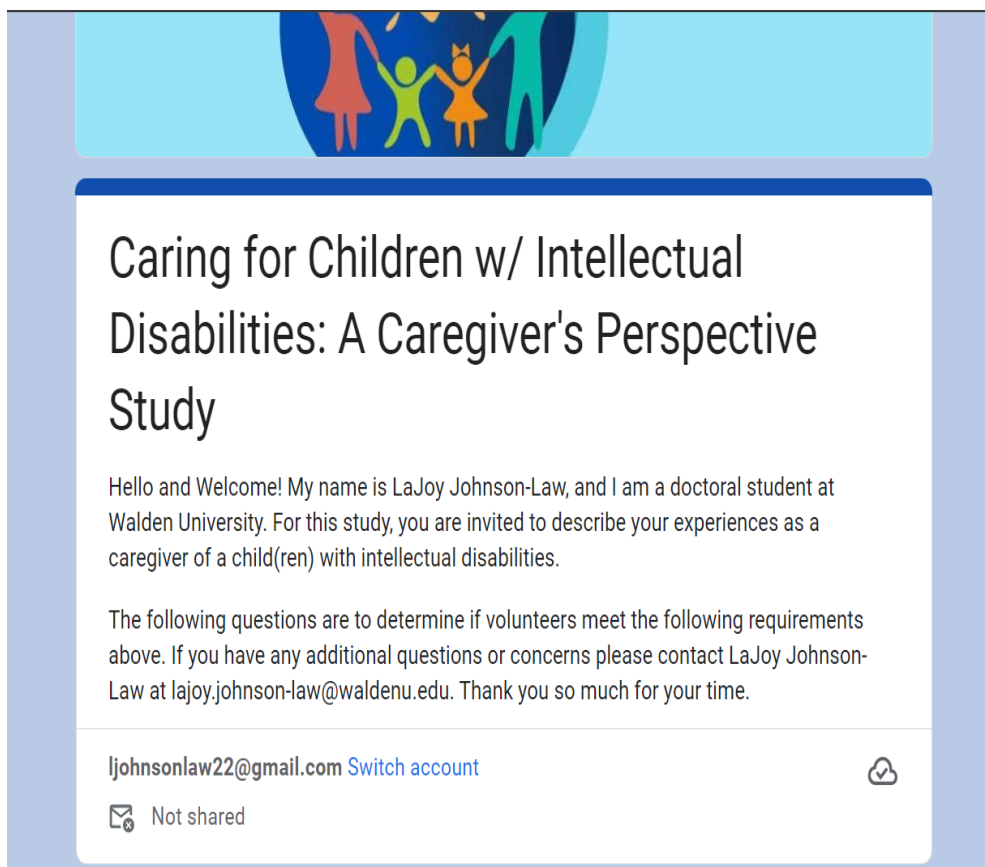 Caring for Children w/ Intellectual
Disabilities: A Caregiver's Perspective
Study
Hello and Welcome! My name is LaJoy Johnson-Law, and I am a doctoral student at
Walden University. For this study, you are invited to describe your experiences as a
caregiver of a child(ren) with intellectual disabilities.
The following questions are to determine if volunteers meet the following requirements
above. If you have any additional questions or concerns please contact LaJoy Johnson-
Law at lajoy.johnson-law@waldenu.edu. Thank you so much for your time.
ljohnsonlaw22@gmail.com Switch account
Not shared